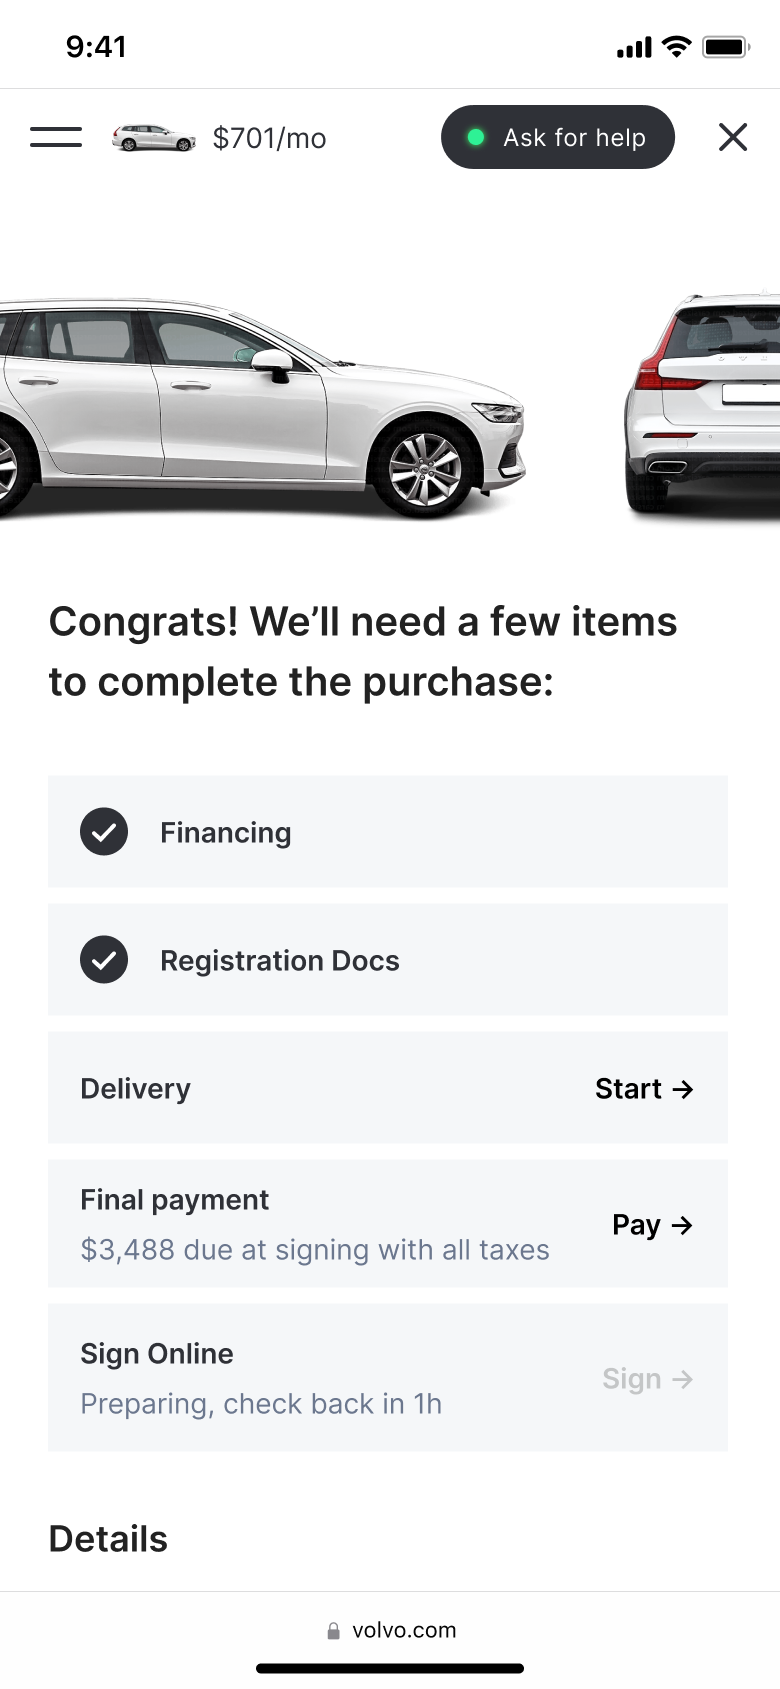 9:41
$701/mo
Ask for help
Congrats! We’ll need a few items
to complete the purchase:
Financing
Registration Docs
Delivery
Start →
Final payment
$3,488 due at signing with all taxes
Pay →
Sign Online
Preparing, check back in 1h
Sign →
Details
volvo.com